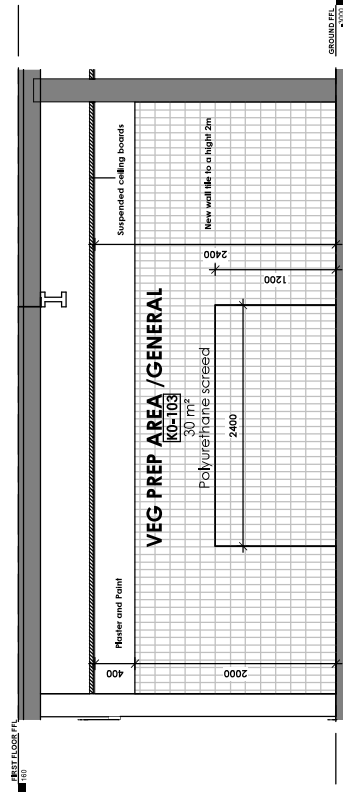 FIRST FLOOR FFL
160
GROUND FFL
Suspended ceiling boards
New wall tile to a hight 2m
2400
1200
VEG PREP AREA /GENERAL
K0-103
30 m²
Polyurethane screed
2400
Plaster and Paint
400
2000